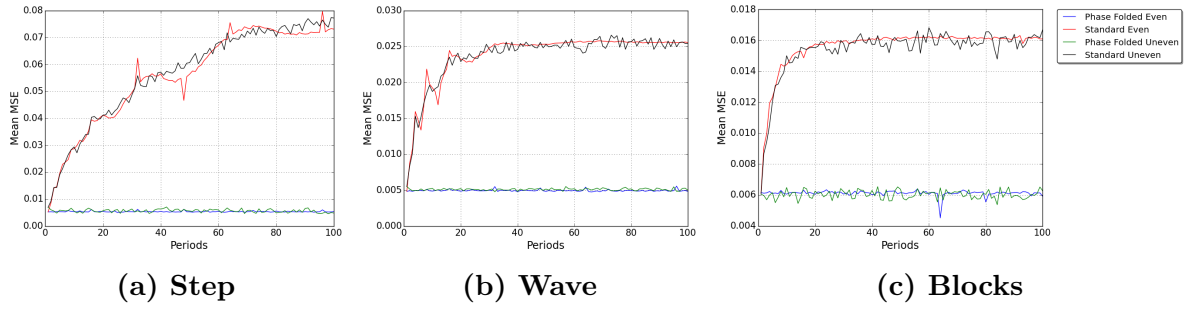 0.08
0.07
0.06
0.05
0.04
0.03
0.02
0.01
0.00
Mean MSE
0 20 40 60 80 100
Periods
(a) Step
0.030
0.025
0.020
0.015
0.010
0.005
0.000
Mean MSE
0 20 40 60 80 100
Periods
(b) Wave
0.018
0.016
0.014
0.012
0.010
0.008
0.006
0.004
Mean MSE
0 20 40 60 80 100
Periods
(c) Blocks
Phase Folded Even
Standard Even
Phase Folded Uneven
Standard Uneven